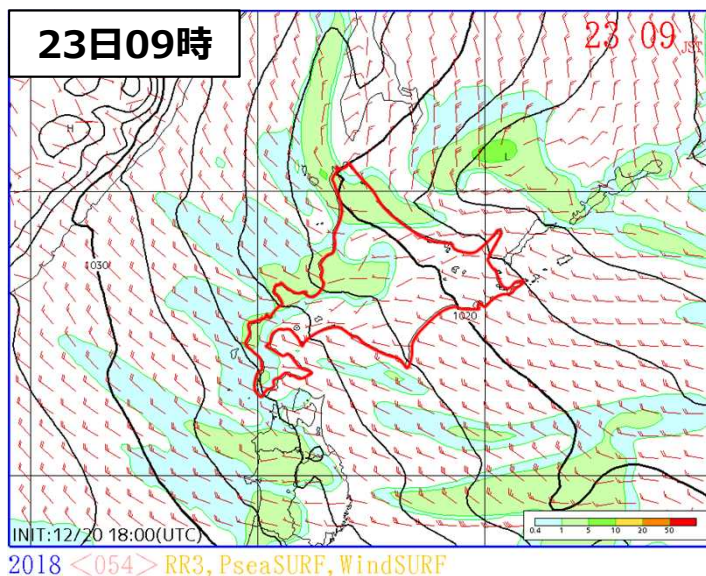 23日09時
23 09 JST
H
L
1030
1020
INIT:12/20 18:00(UTC)
0.4 1 5 10 20 50
2018 <054> RR3,PseaSURF,WindSURF